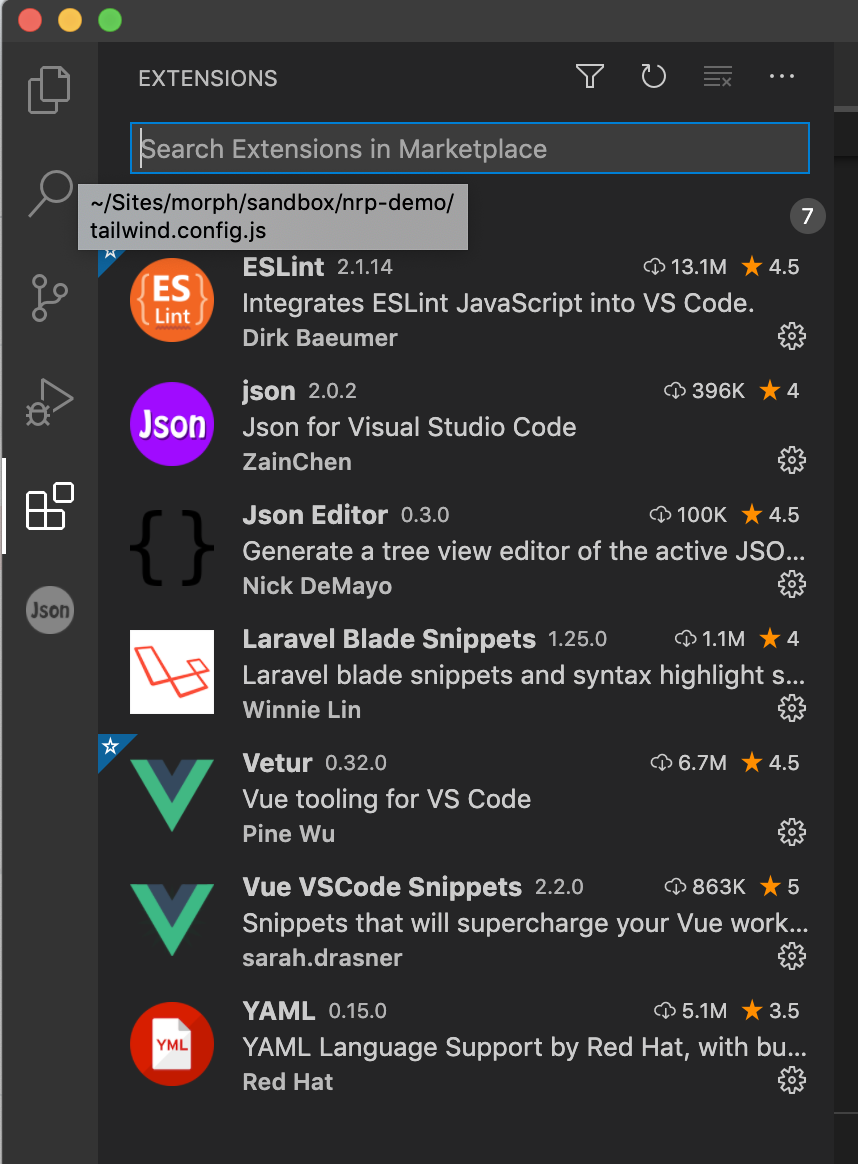 EXTENSIONS
Search Extensions in Marketplace
~/Sites/morph/sandbox/nrp-demo/
tailwind.config.js
7
ESLint 2.1.14 13.1M 4.5
Integrates ESLint JavaScript into VS Code.
Dirk Baeumer
{ES
Lint}
json 2.0.2 396K 4
Json for Visual Studio Code
ZainChen
Json
Json Editor 0.3.0 100K 4.5
Generate a tree view editor of the active JSO...
Nick DeMayo
{}
Json
Laravel Blade Snippets 1.25.0 1.1M 4
Laravel blade snippets and syntax highlight s...
Winnie Lin
Vetur 0.32.0 6.7M 4.5
Vue tooling for VS Code
Pine Wu
Vue VSCode Snippets 2.2.0 863K 5
Snippets that will supercharge your Vue work...
sarah.drasner
YAML 0.15.0 5.1M 3.5
YAML Language Support by Red Hat, with bu...
Red Hat
YML